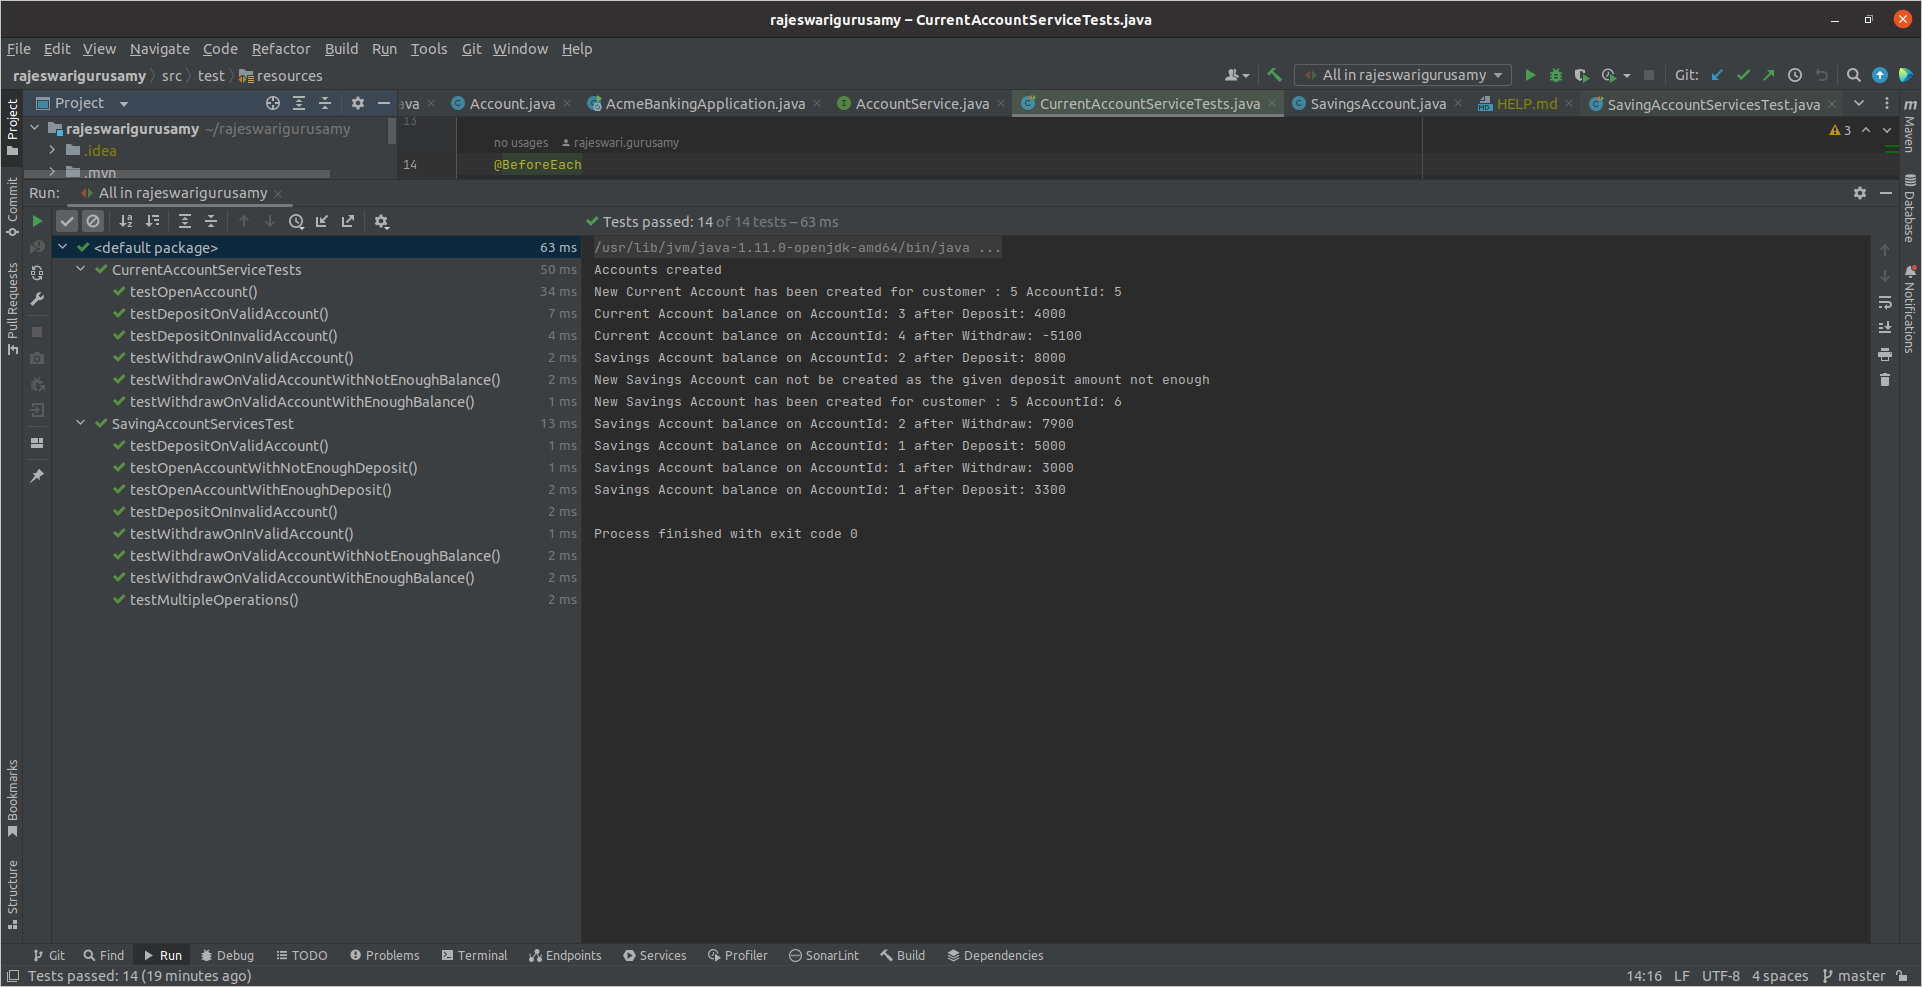 rajeswarigurusamy – CurrentAccountServiceTests.java
File Edit View Navigate Code Refactor Build Run Tools Git Window Help
rajeswarigurusamy src test resources
All in rajeswarigurusamy Git:
Project
ava Account.java AcmeBankingApplication.java AccountService.java CurrentAccountServiceTests.java SavingsAccount.java HELP.md SavingAccountServicesTest.java
rajeswarigurusamy ~/rajeswarigurusamy
.idea
.mvn
13
no usages rajeswari.gurusamy
14 @BeforeEach
3
Run: All in rajeswarigurusamy
Tests passed: 14 of 14 tests – 63 ms
<default package> 63 ms
CurrentAccountServiceTests 50 ms
testOpenAccount() 34 ms
testDepositOnValidAccount() 7 ms
testDepositOnInvalidAccount() 4 ms
testWithdrawOnInValidAccount() 2 ms
testWithdrawOnValidAccountWithNotEnoughBalance() 2 ms
testWithdrawOnValidAccountWithEnoughBalance() 1 ms
SavingAccountServicesTest 13 ms
testDepositOnValidAccount() 1 ms
testOpenAccountWithNotEnoughDeposit() 1 ms
testOpenAccountWithEnoughDeposit() 2 ms
testDepositOnInvalidAccount() 2 ms
testWithdrawOnInValidAccount() 1 ms
testWithdrawOnValidAccountWithNotEnoughBalance() 2 ms
testWithdrawOnValidAccountWithEnoughBalance() 2 ms
testMultipleOperations() 2 ms
/usr/lib/jvm/java-1.11.0-openjdk-amd64/bin/java ...
Accounts created
New Current Account has been created for customer : 5 AccountId: 5
Current Account balance on AccountId: 3 after Deposit: 4000
Current Account balance on AccountId: 4 after Withdraw: -5100
Savings Account balance on AccountId: 2 after Deposit: 8000
New Savings Account can not be created as the given deposit amount not enough
New Savings Account has been created for customer : 5 AccountId: 6
Savings Account balance on AccountId: 2 after Withdraw: 7900
Savings Account balance on AccountId: 1 after Deposit: 5000
Savings Account balance on AccountId: 1 after Withdraw: 3000
Savings Account balance on AccountId: 1 after Deposit: 3300
Process finished with exit code 0
Project
Commit
Pull Requests
Bookmarks
Structure
m
Maven
Database
Notifications
Git Find Run Debug TODO Problems Terminal Endpoints Services Profiler SonarLint Build Dependencies
Tests passed: 14 (19 minutes ago)
14:16 LF UTF-8 4 spaces master